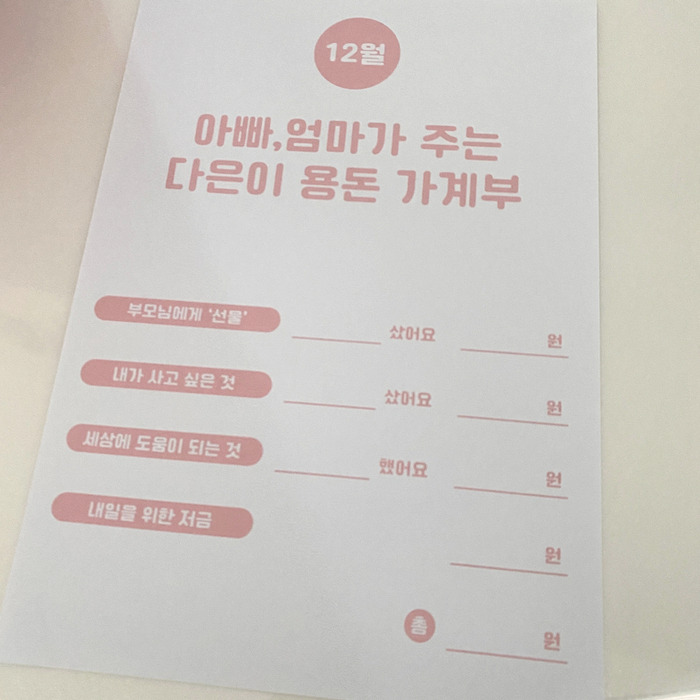 12월
아빠,엄마가 주는
다은이 용돈 가계부
부모님에게 '선물' 샀어요 원
내가 사고 싶은 것 샀어요 원
세상에 도움이 되는 것 했어요 원
내일을 위한 저금 원
총 원